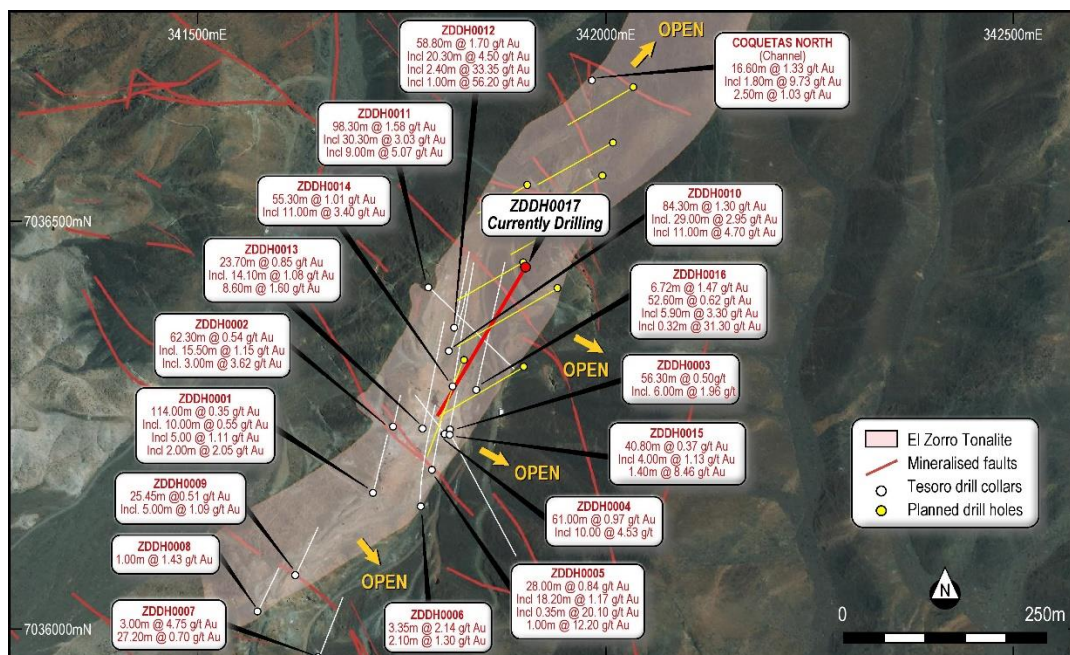 341500mE
342000mE
342500mE
7036500mN
7036000mN
ZDDH0012
58.80m @ 1.70 g/t Au
Incl 20.30m @ 4.50 g/t Au
Incl 2.40m @ 33.35 g/t Au
Incl 1.00m @ 56.20 g/t Au
OPEN
COQUETAS NORTH
(Channel)
16.60m @ 1.33 g/t Au
Incl 1.80m @ 9.73 g/t Au
2.50m @ 1.03 g/t Au
ZDDH0011
98.30m @ 1.58 g/t Au
Incl 30.30m @ 3.03 g/t Au
Incl 9.00m @ 5.07 g/t Au
ZDDH0014
55.30m @ 1.01 g/t Au
Incl 11.00m @ 3.40 g/t Au
ZDDH0017
Currently Drilling
ZDDH0010
84.30m @ 1.30 g/t Au
Incl. 29.00m @ 2.95 g/t Au
Incl 11.00m @ 4.70 g/t Au
ZDDH0013
23.70m @ 0.85 g/t Au
Incl. 14.10m @ 1.08 g/t Au
8.60m @ 1.60 g/t Au
ZDDH0016
6.72m @ 1.47 g/t Au
52.60m @ 0.62 g/t Au
Incl 5.90m @ 3.30 g/t Au
Incl 0.32m @ 31.30 g/t Au
ZDDH0002
62.30m @ 0.54 g/t Au
Incl. 15.50m @ 1.15 g/t Au
Incl. 3.00m @ 3.62 g/t Au
OPEN
ZDDH0003
56.30m @ 0.50g/t
Incl. 6.00m @ 1.96 g/t
ZDDH0001
114.00m @ 0.35 g/t Au
Incl. 10.00m @ 0.55 g/t Au
Incl 5.00 @ 1.11 g/t Au
Incl 2.00m @ 2.05 g/t Au
ZDDH0015
40.80m @ 0.37 g/t Au
Incl 4.00m @ 1.13 g/t Au
1.40m @ 8.46 g/t Au
OPEN
ZDDH0009
25.45m @0.51 g/t Au
Incl. 5.00m @ 1.09 g/t Au
ZDDH0004
61.00m @ 0.97 g/t Au
Incl 10.00 @ 4.53 g/t
ZDDH0008
1.00m @ 1.43 g/t Au
OPEN
ZDDH0005
28.00m @ 0.84 g/t Au
Incl 18.20m @ 1.17 g/t Au
Incl 0.35m @ 20.10 g/t Au
1.00m @ 12.20 g/t Au
ZDDH0007
3.00m @ 4.75 g/t Au
27.20m @ 0.70 g/t Au
ZDDH0006
3.35m @ 2.14 g/t Au
2.10m @ 1.30 g/t Au
El Zorro Tonalite
Mineralised faults
Tesoro drill collars
Planned drill holes
N
0
250m